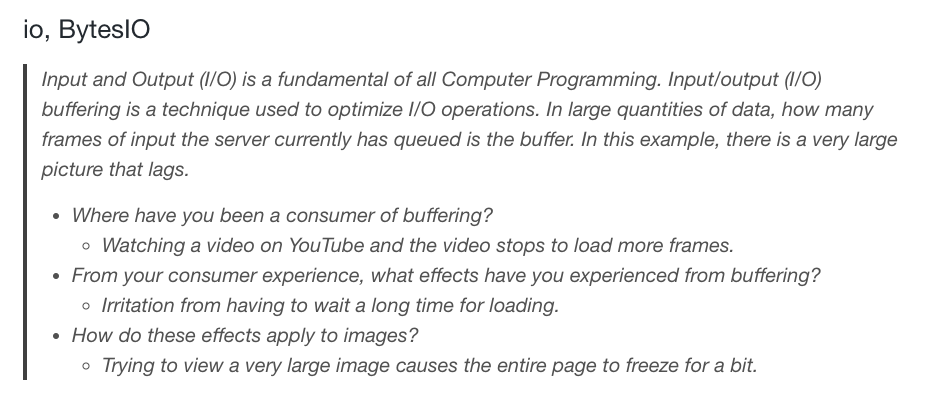 io, BytesIO
Input and Output (I/O) is a fundamental of all Computer Programming. Input/output (I/O)
buffering is a technique used to optimize I/O operations. In large quantities of data, how many
frames of input the server currently has queued is the buffer. In this example, there is a very large
picture that lags.
• Where have you been a consumer of buffering?
◦ Watching a video on YouTube and the video stops to load more frames.
• From your consumer experience, what effects have you experienced from buffering?
◦ Irritation from having to wait a long time for loading.
• How do these effects apply to images?
◦ Trying to view a very large image causes the entire page to freeze for a bit.